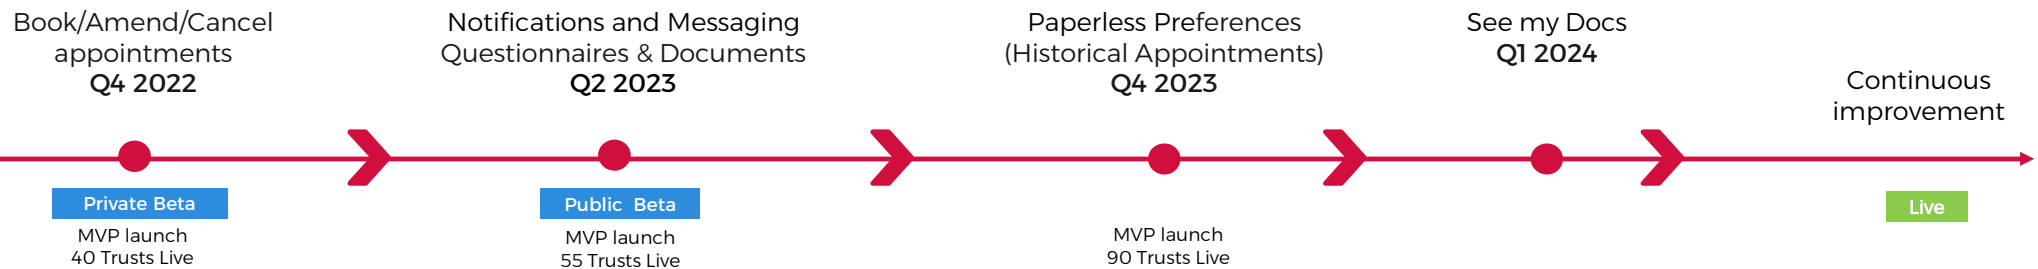 Book/Amend/Cancel
appointments
Q4 2022
Notifications and Messaging
Questionnaires & Documents
Q2 2023
Paperless Preferences
(Historical Appointments)
Q4 2023
See my Docs
Q1 2024
Continuous
improvement
Private Beta
MVP launch
40 Trusts Live
Public Beta
MVP launch
55 Trusts Live
MVP launch
90 Trusts Live
Live